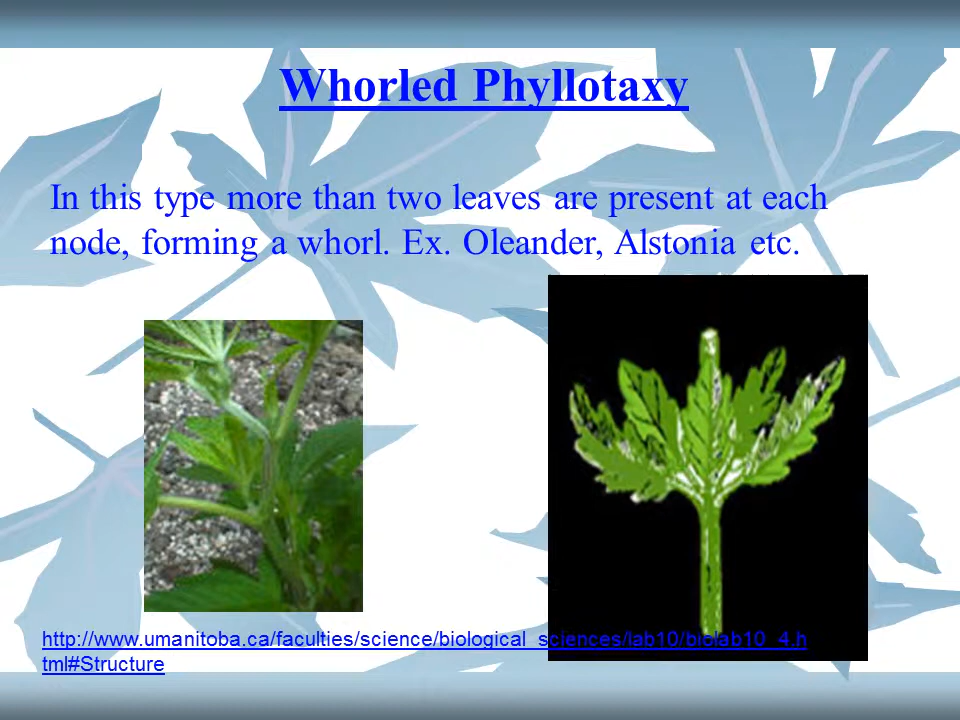 Whorled Phyllotaxy
In this type more than two leaves are present at each
node, forming a whorl. Ex. Oleander, Alstonia etc.
http://www.umanitoba.ca/faculties/science/biological_sciences/lab10/biolab10_4.h
tml#Structure